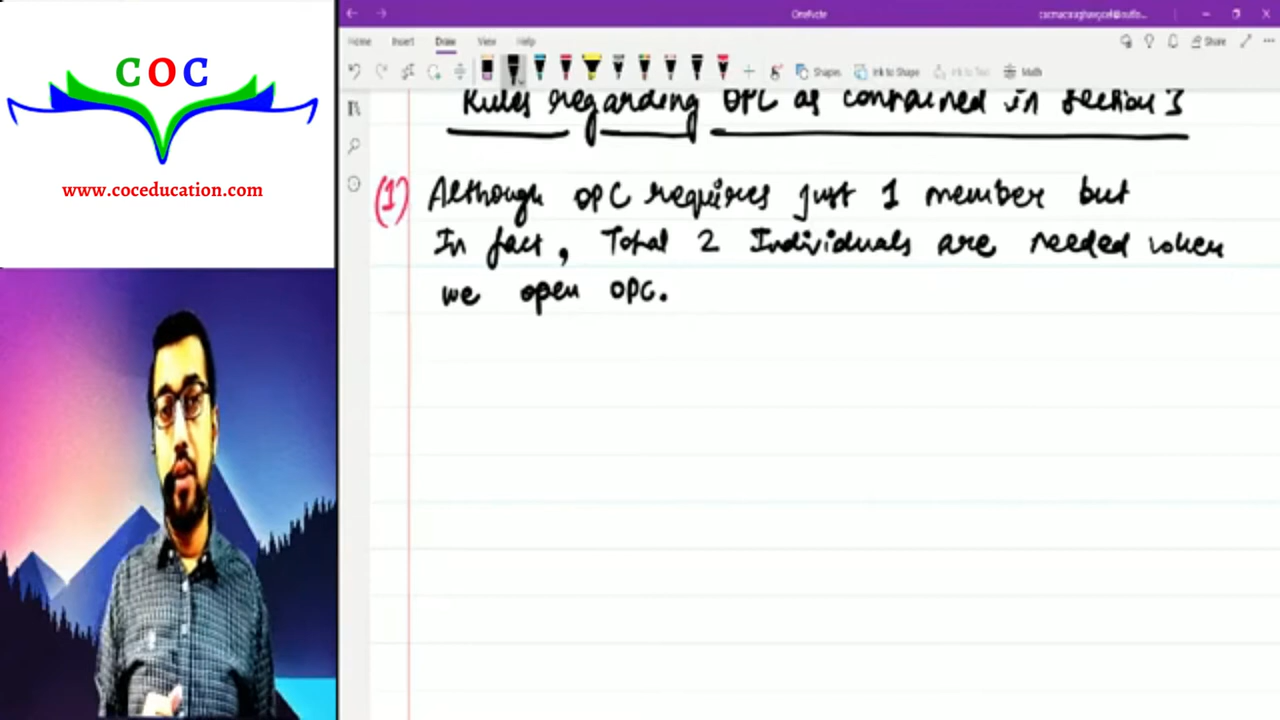 COC
www.coceducation.com
OneNote
Home Insert Draw View Help
Share
Shapes Ink to Shape Ink to Text Math
Rules regarding OPC as contained in section 3
(1) Although OPC requires just 1 member but
In fact, Total 2 Individuals are needed when
we open OPC.